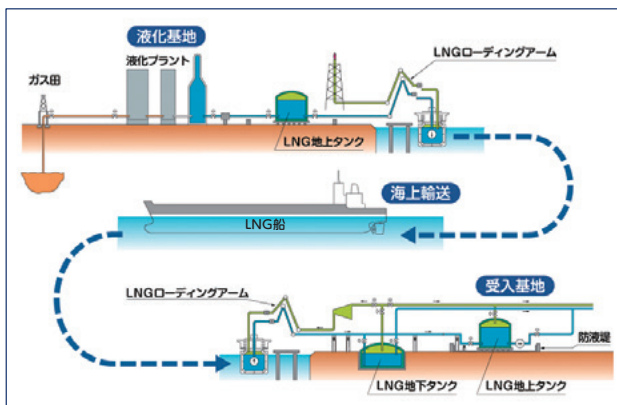 液化基地
液化プラント
LNGローディングアーム
ガス田
LNG地上タンク
海上輸送
LNG船
LNGローディングアーム
受入基地
防液堤
LNG地下タンク
LNG地上タンク